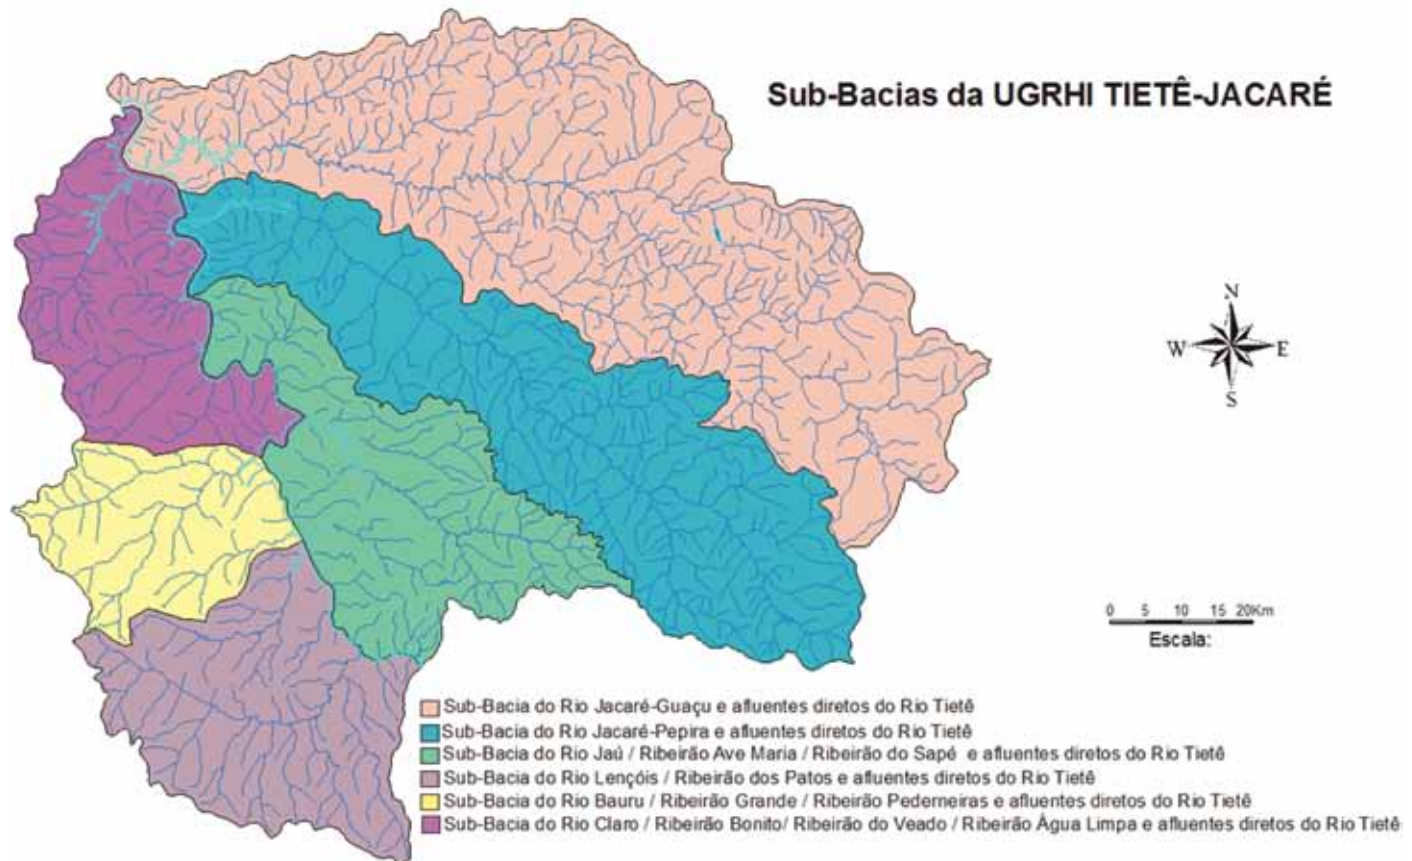 Sub-Bacias da UGRHI TIETÊ-JACARÉ
N
W E
S
0 5 10 15 20Km
Escala:
Sub-Bacia do Rio Jacaré-Guaçu e afluentes diretos do Rio Tietê
Sub-Bacia do Rio Jacaré-Pepira e afluentes diretos do Rio Tietê
Sub-Bacia do Rio Jaú / Ribeirão Ave Maria / Ribeirão do Sapé e afluentes diretos do Rio Tietê
Sub-Bacia do Rio Lençóis / Ribeirão dos Patos e afluentes diretos do Rio Tietê
Sub-Bacia do Rio Bauru / Ribeirão Grande / Ribeirão Pederneiras e afluentes diretos do Rio Tietê
Sub-Bacia do Rio Claro / Ribeirão Bonito/ Ribeirão do Veado / Ribeirão Água Limpa e afluentes diretos do Rio Tietê